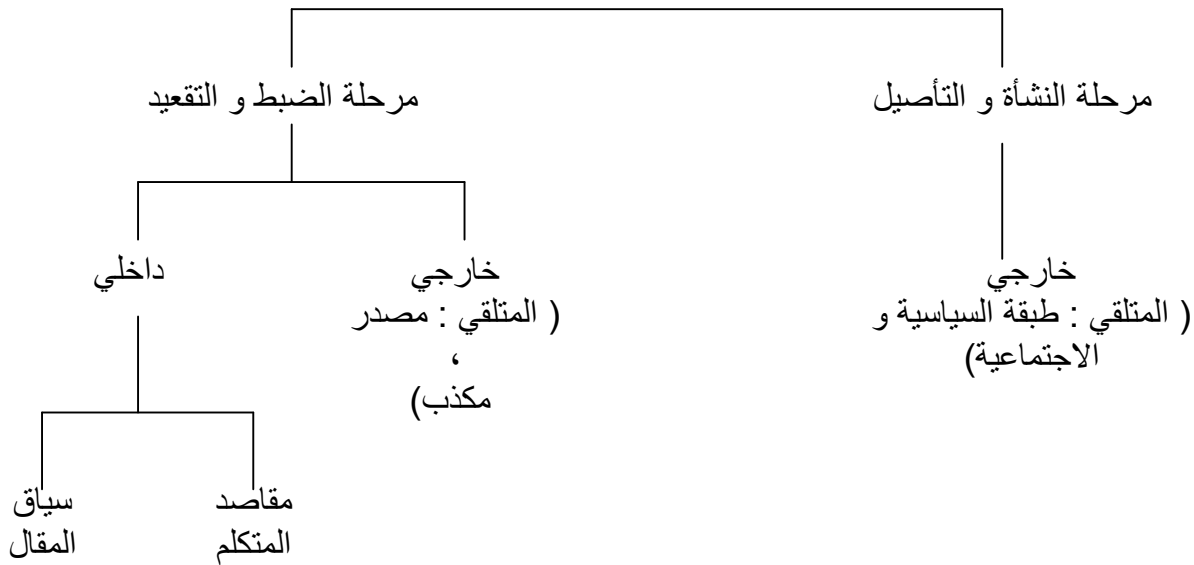 مرحلة النشأة و التأصيل
مرحلة الضبط و التقعيد
خارجي
( المتلقي : طبقة السياسية و
الاجتماعية)
خارجي
( المتلقي : مصدر
،
مكذب)
داخلي
مقاصد
المتكلم
سياق
المقال